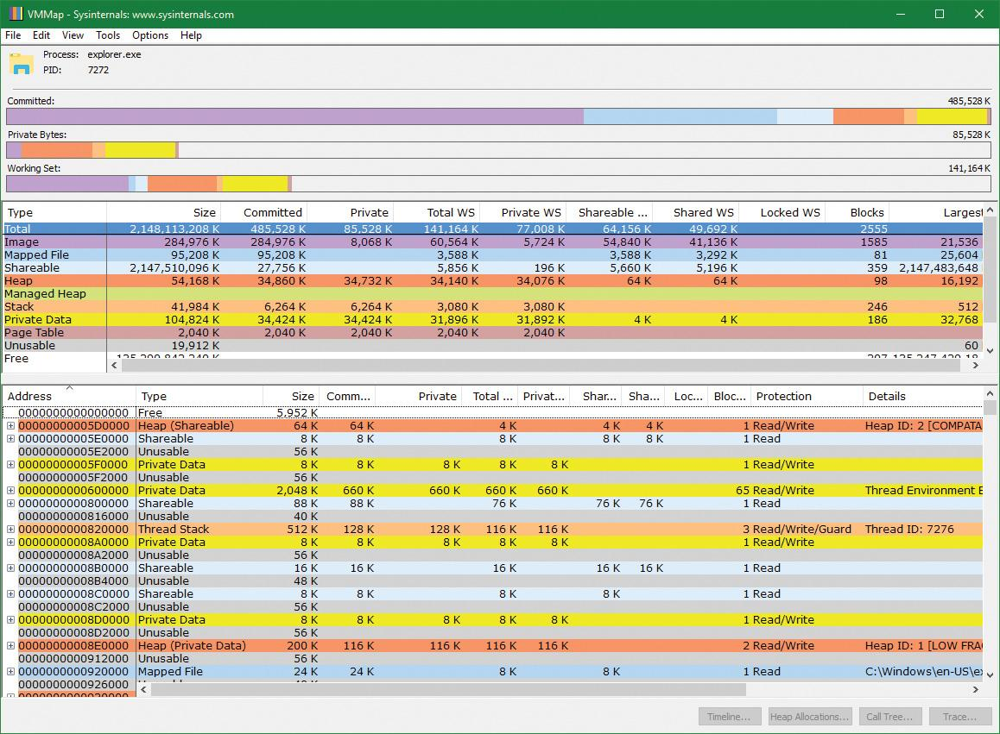 VMMap - Sysinternals: www.sysinternals.com
File Edit View Tools Options Help
Process: explorer.exe
PID: 7272
Committed: 485,528 K
Private Bytes: 85,528 K
Working Set: 141,164 K
Type Size Committed Private Total WS Private WS Shareable ... Shared WS Locked WS Blocks Largest
Total 2,148,113,208 K 485,528 K 85,528 K 141,164 K 77,008 K 64,156 K 49,692 K 2555
Image 284,976 K 284,976 K 8,068 K 60,564 K 5,724 K 54,840 K 41,136 K 1585 21,536
Mapped File 95,208 K 95,208 K 3,588 K 3,588 K 3,292 K 81 25,604
Shareable 2,147,510,096 K 27,756 K 5,856 K 196 K 5,660 K 5,196 K 359 2,147,483,648
Heap 54,168 K 34,860 K 34,732 K 34,140 K 34,076 K 64 K 64 K 98 16,192
Managed Heap
Stack 41,984 K 6,264 K 6,264 K 3,080 K 3,080 K 246 512
Private Data 104,824 K 34,424 K 34,424 K 31,896 K 31,892 K 4 K 4 K 186 32,768
Page Table 2,040 K 2,040 K 2,040 K 2,040 K 2,040 K
Unusable 19,912 K 60
Free
Address Type Size Comm... Private Total ... Privat... Shar... Sha... Loc... Bloc... Protection Details
0000000000000000 Free 5,952 K
00000000005D0000 Heap (Shareable) 64 K 64 K 4 K 4 K 4 K 1 Read/Write Heap ID: 2 [COMPATA
00000000005E0000 Shareable 8 K 8 K 8 K 8 K 8 K 1 Read
00000000005E2000 Unusable 56 K
00000000005F0000 Private Data 8 K 8 K 8 K 8 K 8 K 1 Read/Write
00000000005F2000 Unusable 56 K
0000000000600000 Private Data 2,048 K 660 K 660 K 660 K 660 K 65 Read/Write Thread Environment E
0000000000800000 Shareable 88 K 88 K 76 K 76 K 76 K 1 Read
0000000000816000 Unusable 40 K
0000000000820000 Thread Stack 512 K 128 K 128 K 116 K 116 K 3 Read/Write/Guard Thread ID: 7276
00000000008A0000 Private Data 8 K 8 K 8 K 8 K 8 K 1 Read/Write
00000000008A2000 Unusable 56 K
00000000008B0000 Shareable 16 K 16 K 16 K 16 K 16 K 1 Read
00000000008B4000 Unusable 48 K
00000000008C0000 Shareable 8 K 8 K 8 K 8 K 1 Read
00000000008C2000 Unusable 56 K
00000000008D0000 Private Data 8 K 8 K 8 K 8 K 8 K 1 Read/Write
00000000008D2000 Unusable 56 K
00000000008E0000 Heap (Private Data) 200 K 116 K 116 K 116 K 116 K 2 Read/Write Heap ID: 1 [LOW FRA
0000000000912000 Unusable 56 K
0000000000920000 Mapped File 24 K 24 K 8 K 8 K 1 Read C:\Windows\en-US\ex
0000000000926000
Timeline... Heap Allocations... Call Tree... Trace...